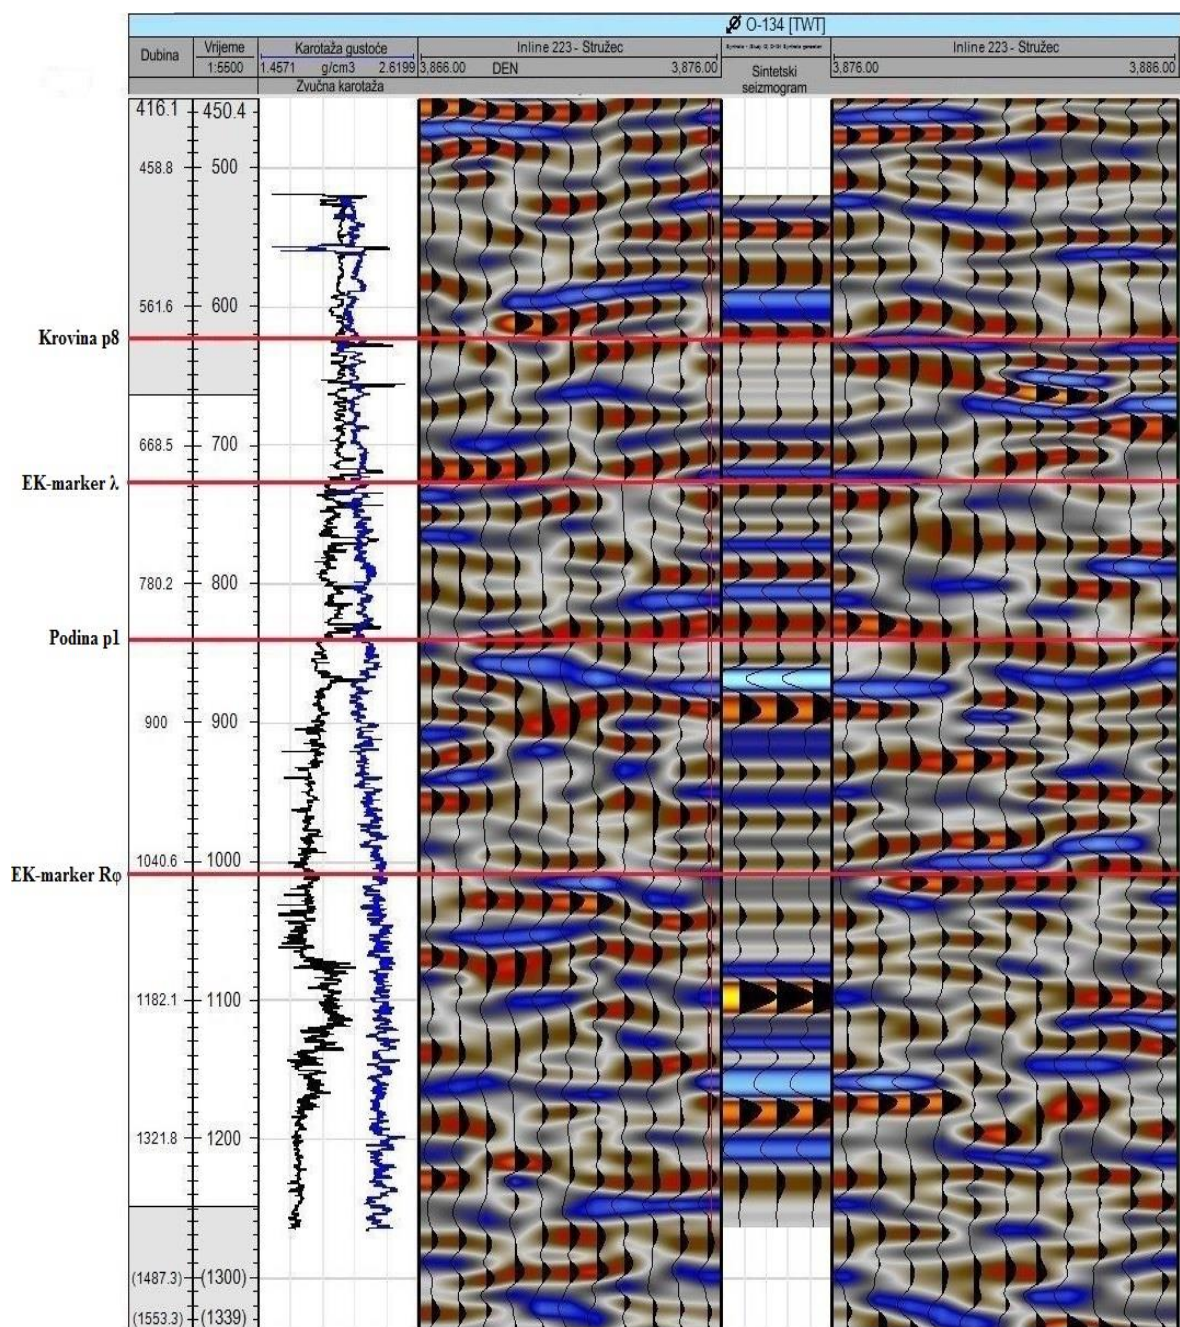 O-134 [TWT]
Dubina
Vrijeme
1:5500
Karotaža gustoće
1.4571 g/cm3 2.6199
Zvučna karotaža
Inline 223 - Stružec
3,866.00 DEN 3,876.00
Sintetski
seizmogram
Inline 223 - Stružec
3,876.00 3,886.00
416.1 450.4
458.8 500
561.6 600
Krovina p8
668.5 700
EK-marker λ
780.2 800
Podina p1
900 900
1040.6 1000
EK-marker Rφ
1182.1 1100
1321.8 1200
(1487.3) (1300)
(1553.3) (1339)